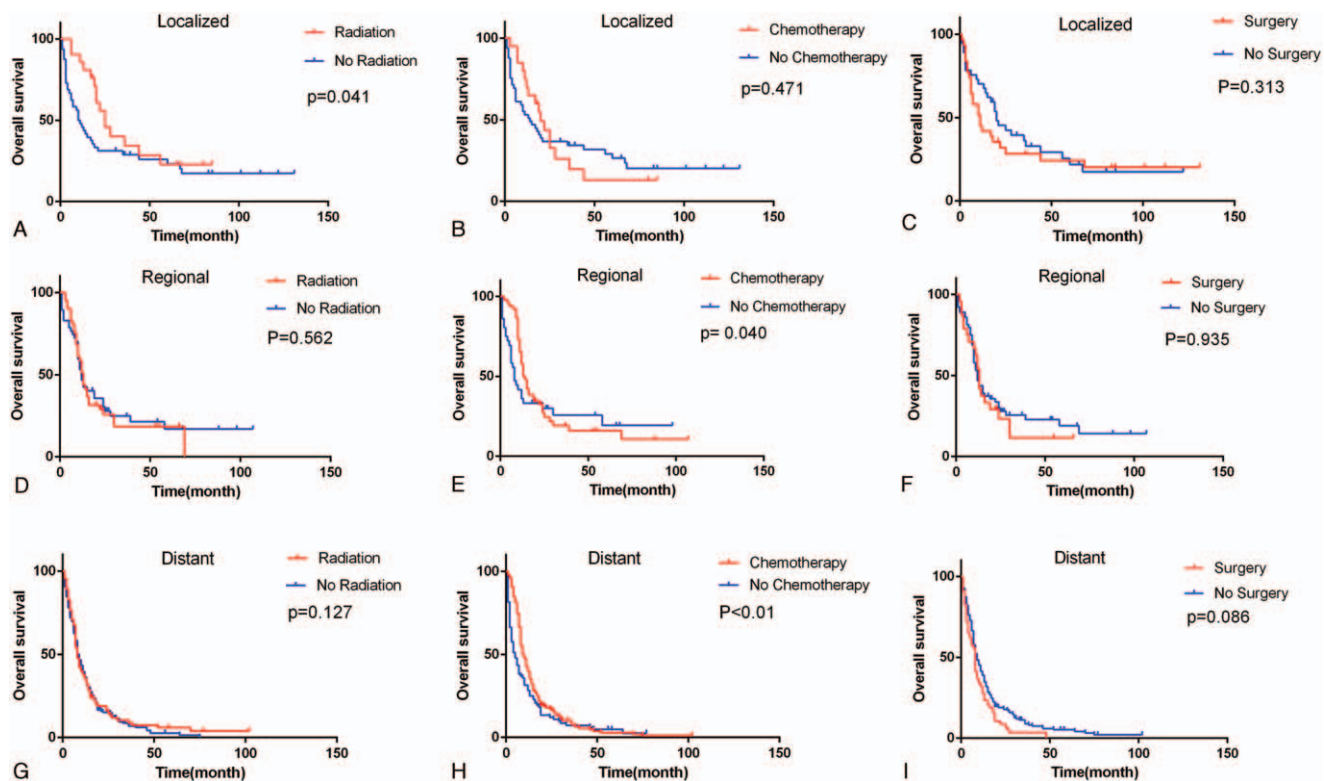 Localized
Radiation
No Radiation
p=0.041
Overall survival
100
50
0
0 50 100 150
Time(month)
A
Chemotherapy
No Chemotherapy
p=0.471
Overall survival
100
50
0
0 50 100 150
Time(month)
B
Localized
Localized
Surgery
No Surgery
P=0.313
Overall survival
100
50
0
0 50 100 150
Time(month)
C
Regional
Radiation
No Radiation
P=0.562
Overall survival
100
50
0
0 50 100 150
Time(month)
D
Regional
Chemotherapy
No Chemotherapy
p= 0.040
Overall survival
100
50
0
0 50 100 150
Time(month)
E
Regional
Surgery
No Surgery
P=0.935
Overall survival
100
50
0
0 50 100 150
Time(month)
F
Distant
Radiation
No Radiation
p=0.127
Overall survival
100
50
0
0 50 100 150
Time(month)
G
Distant
Chemotherapy
No Chemotherapy
P<0.01
Overall survival
100
50
0
0 50 100 150
Time(month)
H
Distant
Surgery
No Surgery
p=0.086
Overall survival
100
50
0
0 50 100 150
Time(month)
I